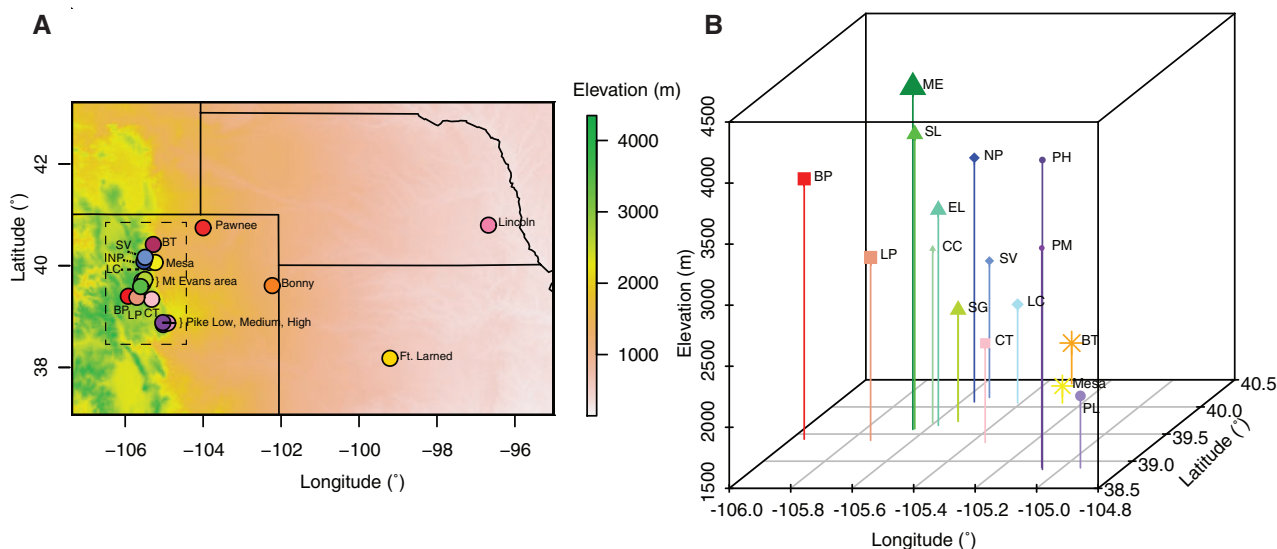 A
Elevation (m)
4000
3000
2000
1000
42
40
38
Latitude (°)
−106
−104
−102
−100
−98
−96
Longitude (°)
Pawnee
Lincoln
SV
BT
NP
Mesa
LC
} Mt Evans area
Bonny
BP
LP
CT
} Pike Low, Medium, High
Ft. Larned
B
ME
SL
NP
PH
BP
EL
CC
PM
LP
SV
SG
LC
CT
BT
Mesa
PL
4500
4000
3500
3000
2500
2000
1500
Elevation (m)
-106.0
-105.8
-105.6
-105.4
-105.2
-105.0
-104.8
Longitude (°)
40.5
40.0
39.5
39.0
38.5
Latitude (°)